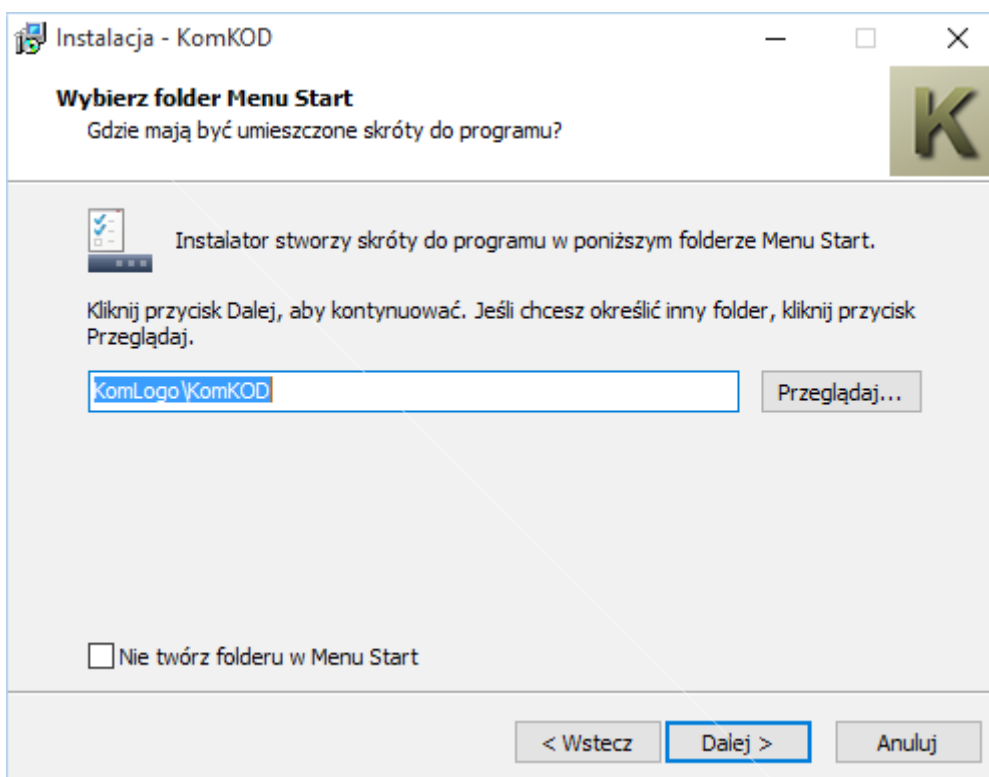 Instalacja - KomKOD
Wybierz folder Menu Start
Gdzie mają być umieszczone skróty do programu?
K
Instalator stworzy skróty do programu w poniższym folderze Menu Start.
Kliknij przycisk Dalej, aby kontynuować. Jeśli chcesz określić inny folder, kliknij przycisk
Przeglądaj.
KomLogo\KomKOD
Przeglądaj...
Nie twórz folderu w Menu Start
< Wstecz
Dalej >
Anuluj